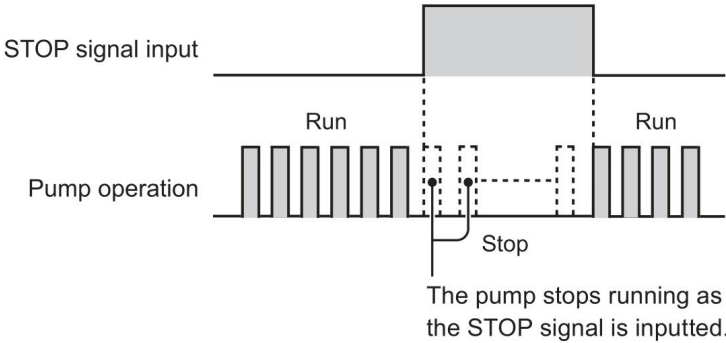 STOP signal input
Run
Run
Pump operation
Stop
The pump stops running as
the STOP signal is inputted.